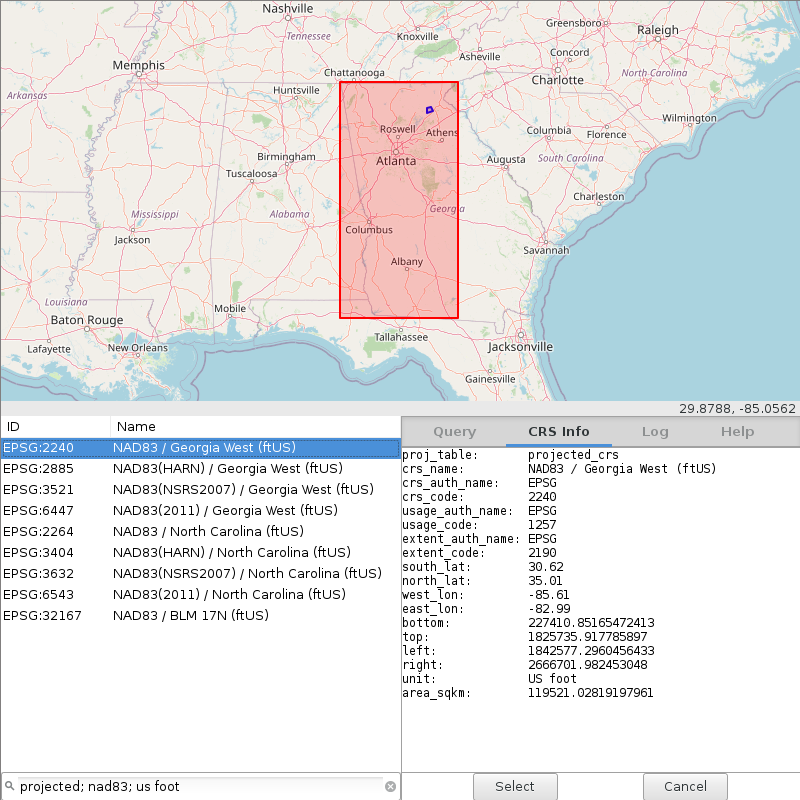 Nashville
Tennessee
Knoxville
Greensboro
Raleigh
Memphis
Chattanooga
Asheville
Concord
Charlotte
North Carolina
Arkansas
Huntsville
Wilmington
Roswell
Athens
Columbia
Florence
Birmingham
Atlanta
Augusta
South Carolina
Tuscaloosa
Charleston
Mississippi
Alabama
Georgia
Columbus
Jackson
Savannah
Albany
Louisiana
Mobile
Baton Rouge
Tallahassee
Lafayette
New Orleans
Jacksonville
Gainesville
29.8788, -85.0562
ID Name
EPSG:2240 NAD83 / Georgia West (ftUS)
EPSG:2885 NAD83(HARN) / Georgia West (ftUS)
EPSG:3521 NAD83(NSRS2007) / Georgia West (ftUS)
EPSG:6447 NAD83(2011) / Georgia West (ftUS)
EPSG:2264 NAD83 / North Carolina (ftUS)
EPSG:3404 NAD83(HARN) / North Carolina (ftUS)
EPSG:3632 NAD83(NSRS2007) / North Carolina (ftUS)
EPSG:6543 NAD83(2011) / North Carolina (ftUS)
EPSG:32167 NAD83 / BLM 17N (ftUS)
projected; nad83; us foot
Query CRS Info Log Help
proj_table: projected_crs
crs_name: NAD83 / Georgia West (ftUS)
crs_auth_name: EPSG
crs_code: 2240
usage_auth_name: EPSG
usage_code: 1257
extent_auth_name: EPSG
extent_code: 2190
south_lat: 30.62
north_lat: 35.01
west_lon: -85.61
east_lon: -82.99
bottom: 227410.85165472413
top: 1825735.917785897
left: 1842577.2960456433
right: 2666701.982453048
unit: US foot
area_sqkm: 119521.02819197961
Select Cancel